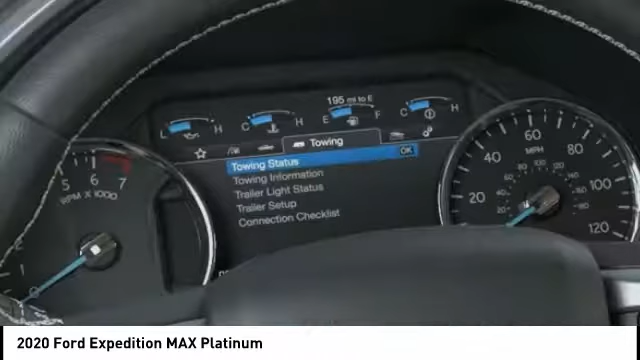 195 mi to E
L H
C H
E F
C H
Towing
Towing Status OK
Towing Information
Trailer Light Status
Trailer Setup
Connection Checklist
5 6 7
RPM X 1000
MPH
20 40 60 80 100 120
2020 Ford Expedition MAX Platinum